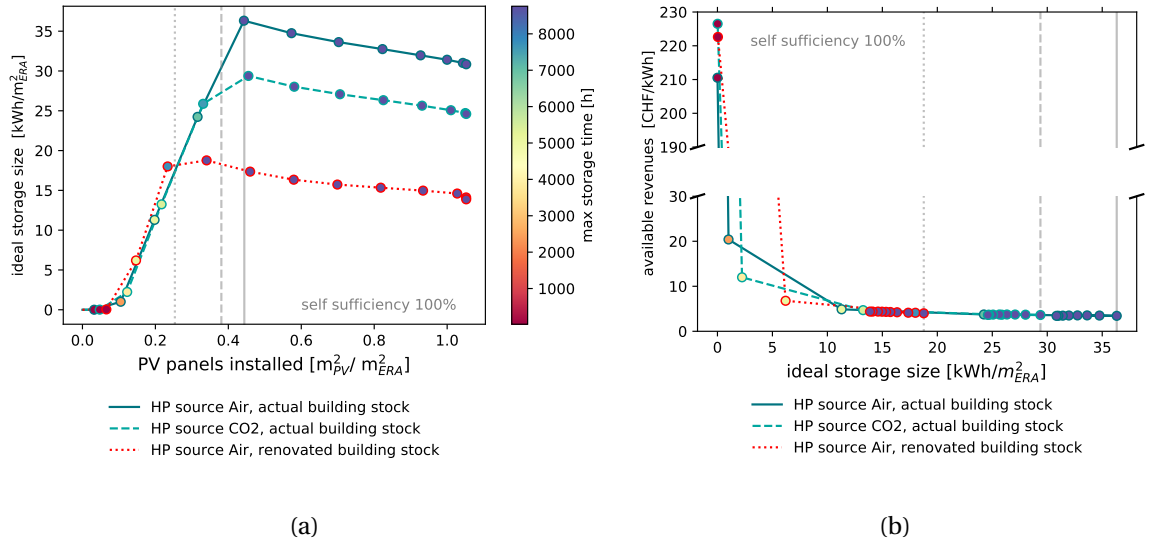 35
30
25
20
15
10
5
0
ideal storage size [kWh/m²ERA]
0.0 0.2 0.4 0.6 0.8 1.0
PV panels installed [m²PV/ m²ERA]
self sufficiency 100%
8000
7000
6000
5000
4000
3000
2000
1000
max storage time [h]
HP source Air, actual building stock
HP source CO2, actual building stock
HP source Air, renovated building stock
(a)
230
220
210
200
190
30
20
10
0
available revenues [CHF/kWh]
self sufficiency 100%
0 5 10 15 20 25 30 35
ideal storage size [kWh/m²ERA]
HP source Air, actual building stock
HP source CO2, actual building stock
HP source Air, renovated building stock
(b)